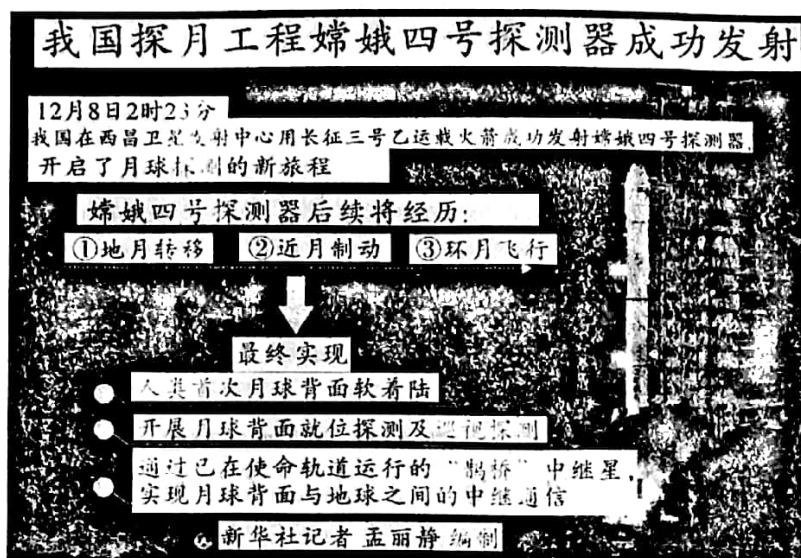 我国探月工程嫦娥四号探测器成功发射
12月8日2时23分
我国在西昌卫星发射中心用长征三号乙运载火箭成功发射嫦娥四号探测器,
开启了月球探测的新旅程
嫦娥四号探测器后续将经历:
①地月转移 ②近月制动 ③环月飞行
最终实现
人类首次月球背面软着陆
开展月球背面就位探测及巡视探测
通过已在使命轨道运行的“鹊桥”中继星,
实现月球背面与地球之间的中继通信
新华社记者 孟丽静 编制